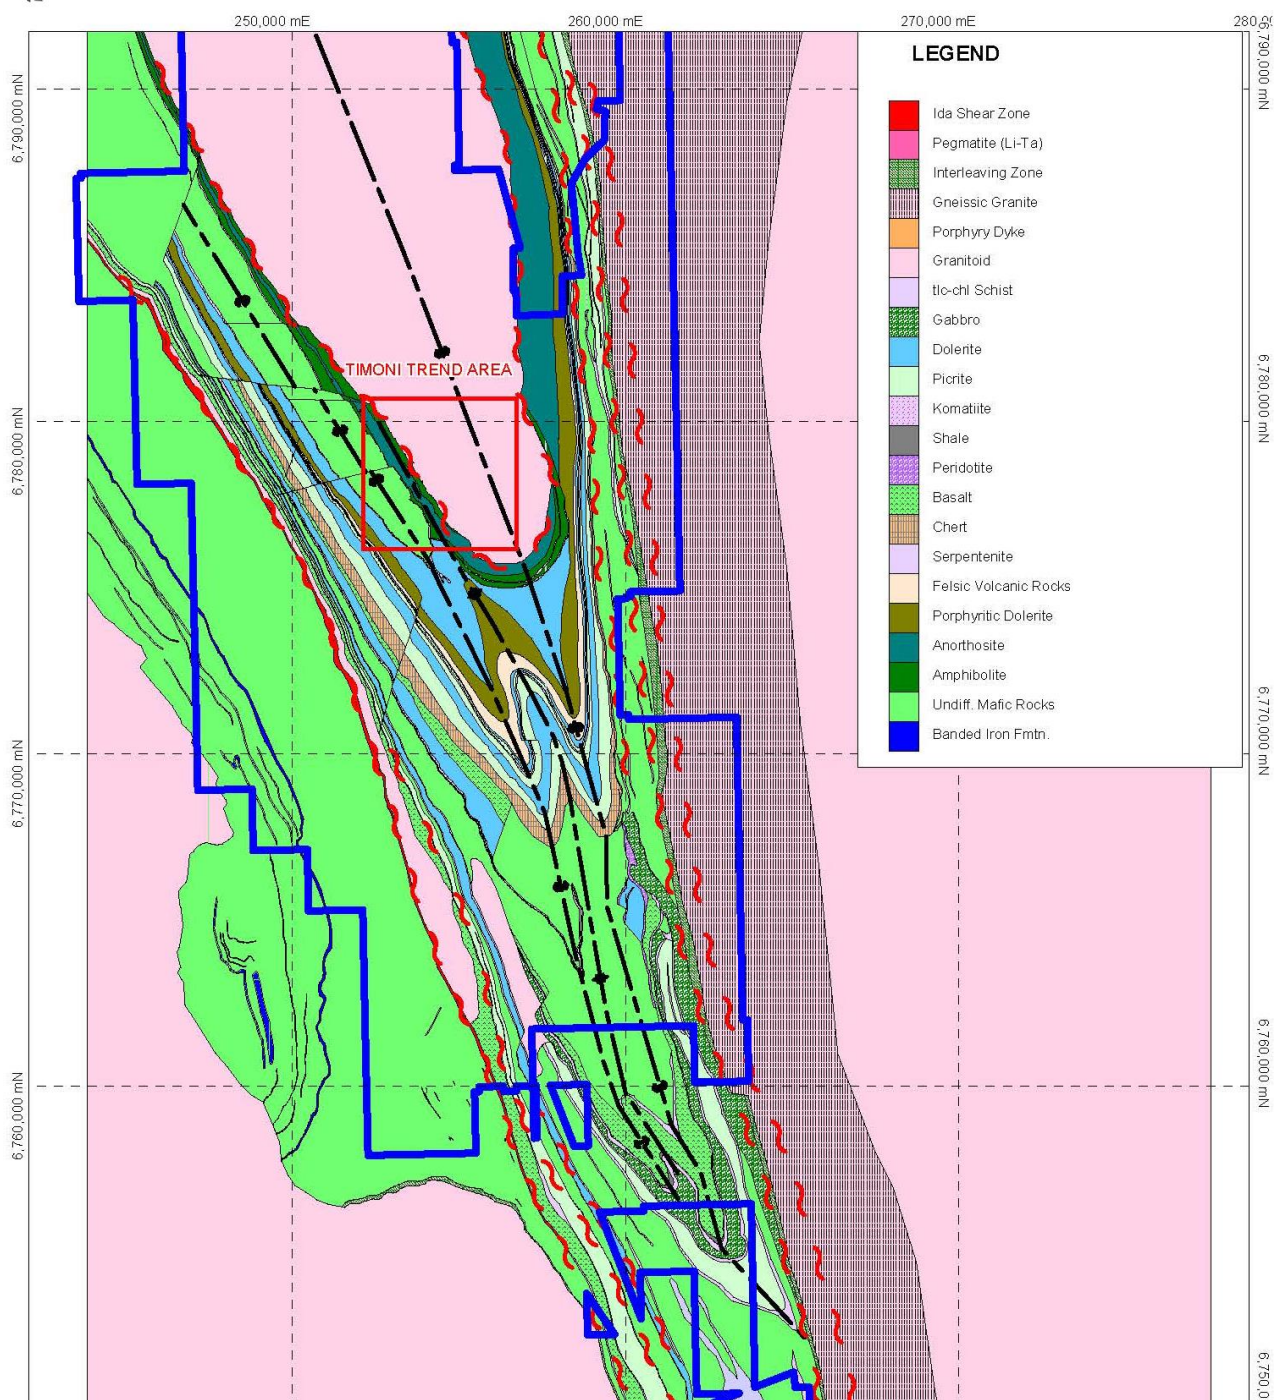 250,000 mE
260,000 mE
270,000 mE
280,
6,790,000 mN
6,790,000 mN
LEGEND
Ida Shear Zone
Pegmatite (Li-Ta)
Interleaving Zone
Gneissic Granite
Porphyry Dyke
Granitoid
tlc-chl Schist
Gabbro
Dolerite
Picrite
Komatiite
Shale
Peridotite
Basalt
Chert
Serpentenite
Felsic Volcanic Rocks
Porphyritic Dolerite
Anorthosite
Amphibolite
Undiff. Mafic Rocks
Banded Iron Fmtn.
TIMONI TREND AREA
6,780,000 mN
6,780,000 mN
6,770,000 mN
6,770,000 mN
6,760,000 mN
6,760,000 mN
6,750,0